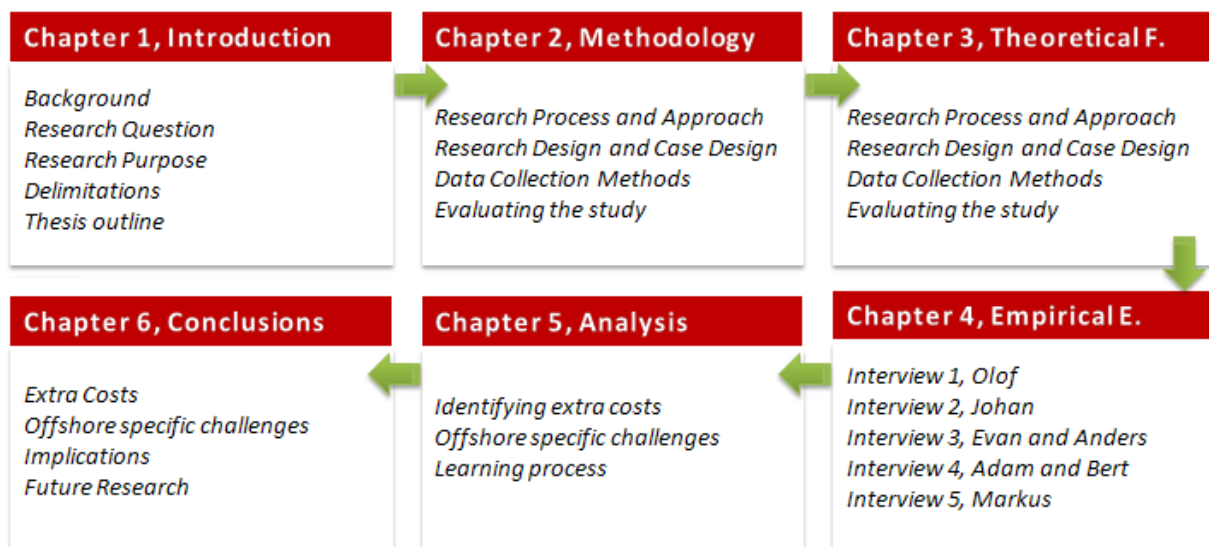 Chapter 1, Introduction
Background
Research Question
Research Purpose
Delimitations
Thesis outline
Chapter 2, Methodology
Research Process and Approach
Research Design and Case Design
Data Collection Methods
Evaluating the study
Chapter 3, Theoretical F.
Research Process and Approach
Research Design and Case Design
Data Collection Methods
Evaluating the study
Chapter 4, Empirical E.
Interview 1, Olof
Interview 2, Johan
Interview 3, Evan and Anders
Interview 4, Adam and Bert
Interview 5, Markus
Chapter 5, Analysis
Identifying extra costs
Offshore specific challenges
Learning process
Chapter 6, Conclusions
Extra Costs
Offshore specific challenges
Implications
Future Research